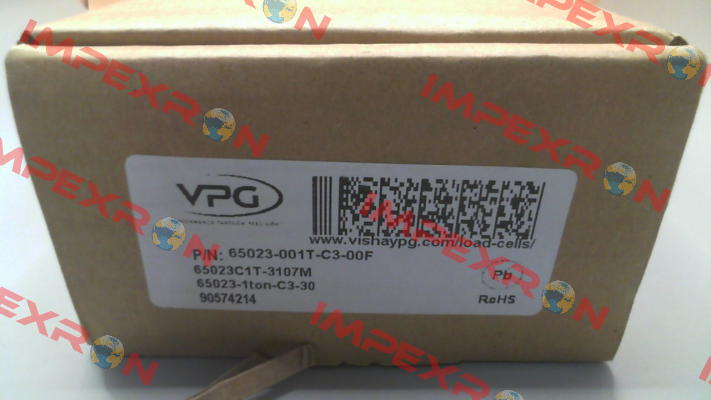 VPG
www.vishaypg.com/load-cells/
P/N: 65023-001T-C3-00F
65023C1T-3107M
65023-1ton-C3-30
90574214
Pb
RoHS
IMPEXRON
IMPEXRON
IMPEXRON
IMPEXRON
IMPEXRON
IMPEXRON